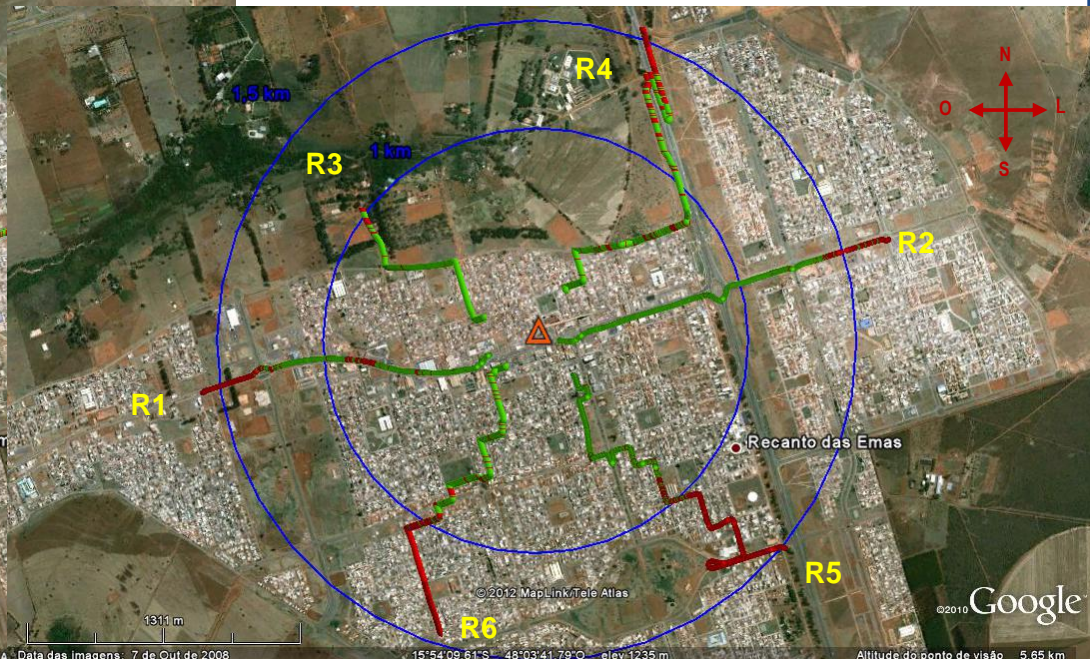 N
O L
S
R4
1,5 km
1 km
R3
R2
R1
Recanto das Emas
R5
© 2012 MapLink/Tele Atlas
R6
©2010 Google
1311 m
Data das imagens: 7 de Out de 2008 15°54'09.61"S 48°03'41.79"O elev 1235 m Altitude do ponto de visão 5.65 km